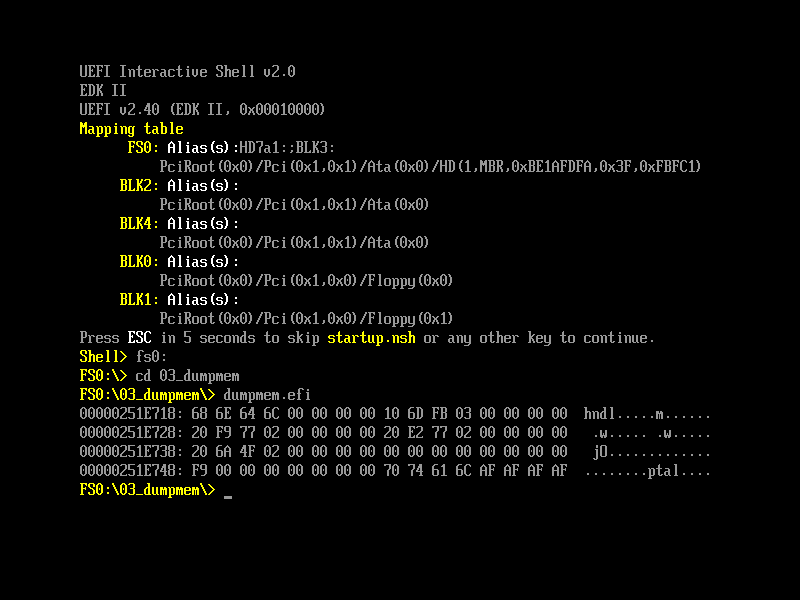 UEFI Interactive Shell v2.0
EDK II
UEFI v2.40 (EDK II, 0x00010000)
Mapping table
FS0: Alias(s):HD7a1:;BLK3:
PciRoot(0x0)/Pci(0x1,0x1)/Ata(0x0)/HD(1,MBR,0xBE1AFDFA,0x3F,0xFBFC1)
BLK2: Alias(s):
PciRoot(0x0)/Pci(0x1,0x1)/Ata(0x0)
BLK4: Alias(s):
PciRoot(0x0)/Pci(0x1,0x1)/Ata(0x0)
BLK0: Alias(s):
PciRoot(0x0)/Pci(0x1,0x0)/Floppy(0x0)
BLK1: Alias(s):
PciRoot(0x0)/Pci(0x1,0x0)/Floppy(0x1)
Press ESC in 5 seconds to skip startup.nsh or any other key to continue.
Shell> fs0:
FS0:\> cd 03_dumpmem
FS0:\03_dumpmem\> dumpmem.efi
00000251E718: 68 6E 64 6C 00 00 00 00 10 6D FB 03 00 00 00 00  hndl.....m......
00000251E728: 20 F9 77 02 00 00 00 00 20 E2 77 02 00 00 00 00   .w..... .w.....
00000251E738: 20 6A 4F 02 00 00 00 00 00 00 00 00 00 00 00 00   jO.............
00000251E748: F9 00 00 00 00 00 00 00 70 74 61 6C AF AF AF AF  ........ptal....
FS0:\03_dumpmem\> _